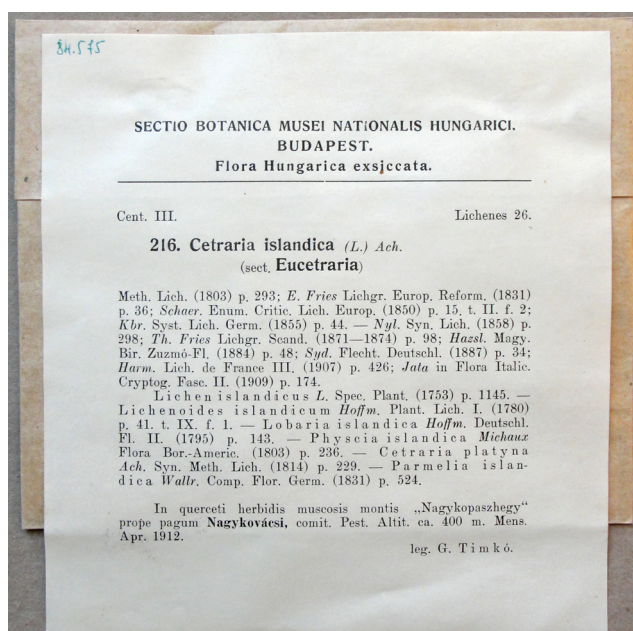 84.575
SECTIO BOTANICA MUSEI NATIONALIS HUNGARICI.
BUDAPEST.
Flora Hungarica exsiccata.
Cent. III. Lichenes 26.
216. Cetraria islandica (L.) Ach.
(sect. Eucetraria)
Meth. Lich. (1803) p. 293; E. Fries Lichgr. Europ. Reform. (1831)
p. 36; Schaer. Enum. Critic. Lich. Europ. (1850) p. 15, t. II. f. 2;
Kbr. Syst. Lich. Germ. (1855) p. 44. — Nyl. Syn. Lich. (1858) p.
298; Th. Fries Lichgr. Scand. (1871—1874) p. 98; Hazsl. Magy.
Bir. Zuzmó-Fl. (1884) p. 48; Syd. Flecht. Deutschl. (1887) p. 34;
Harm. Lich. de France III. (1907) p. 426; Jata in Flora Italic.
Cryptog. Fasc. II. (1909) p. 174.
Lichen islandicus L. Spec. Plant. (1753) p. 1145. —
Lichenoides islandicum Hoffm. Plant. Lich. I. (1780)
p. 41. t. IX. f. 1. — Lobaria islandica Hoffm. Deutschl.
Fl. II. (1795) p. 143. — Physcia islandica Michaux
Flora Bor.-Americ. (1803) p. 236. — Cetraria platyna
Ach. Syn. Meth. Lich. (1814) p. 229. — Parmelia islan-
dica Wallr. Comp. Flor. Germ. (1831) p. 524.
In querceti herbidis muscosis montis „Nagykopaszhegy“
prope pagum Nagykovácsi, comit. Pest. Altit. ca. 400 m. Mens.
Apr. 1912.
leg. G. Timkó.